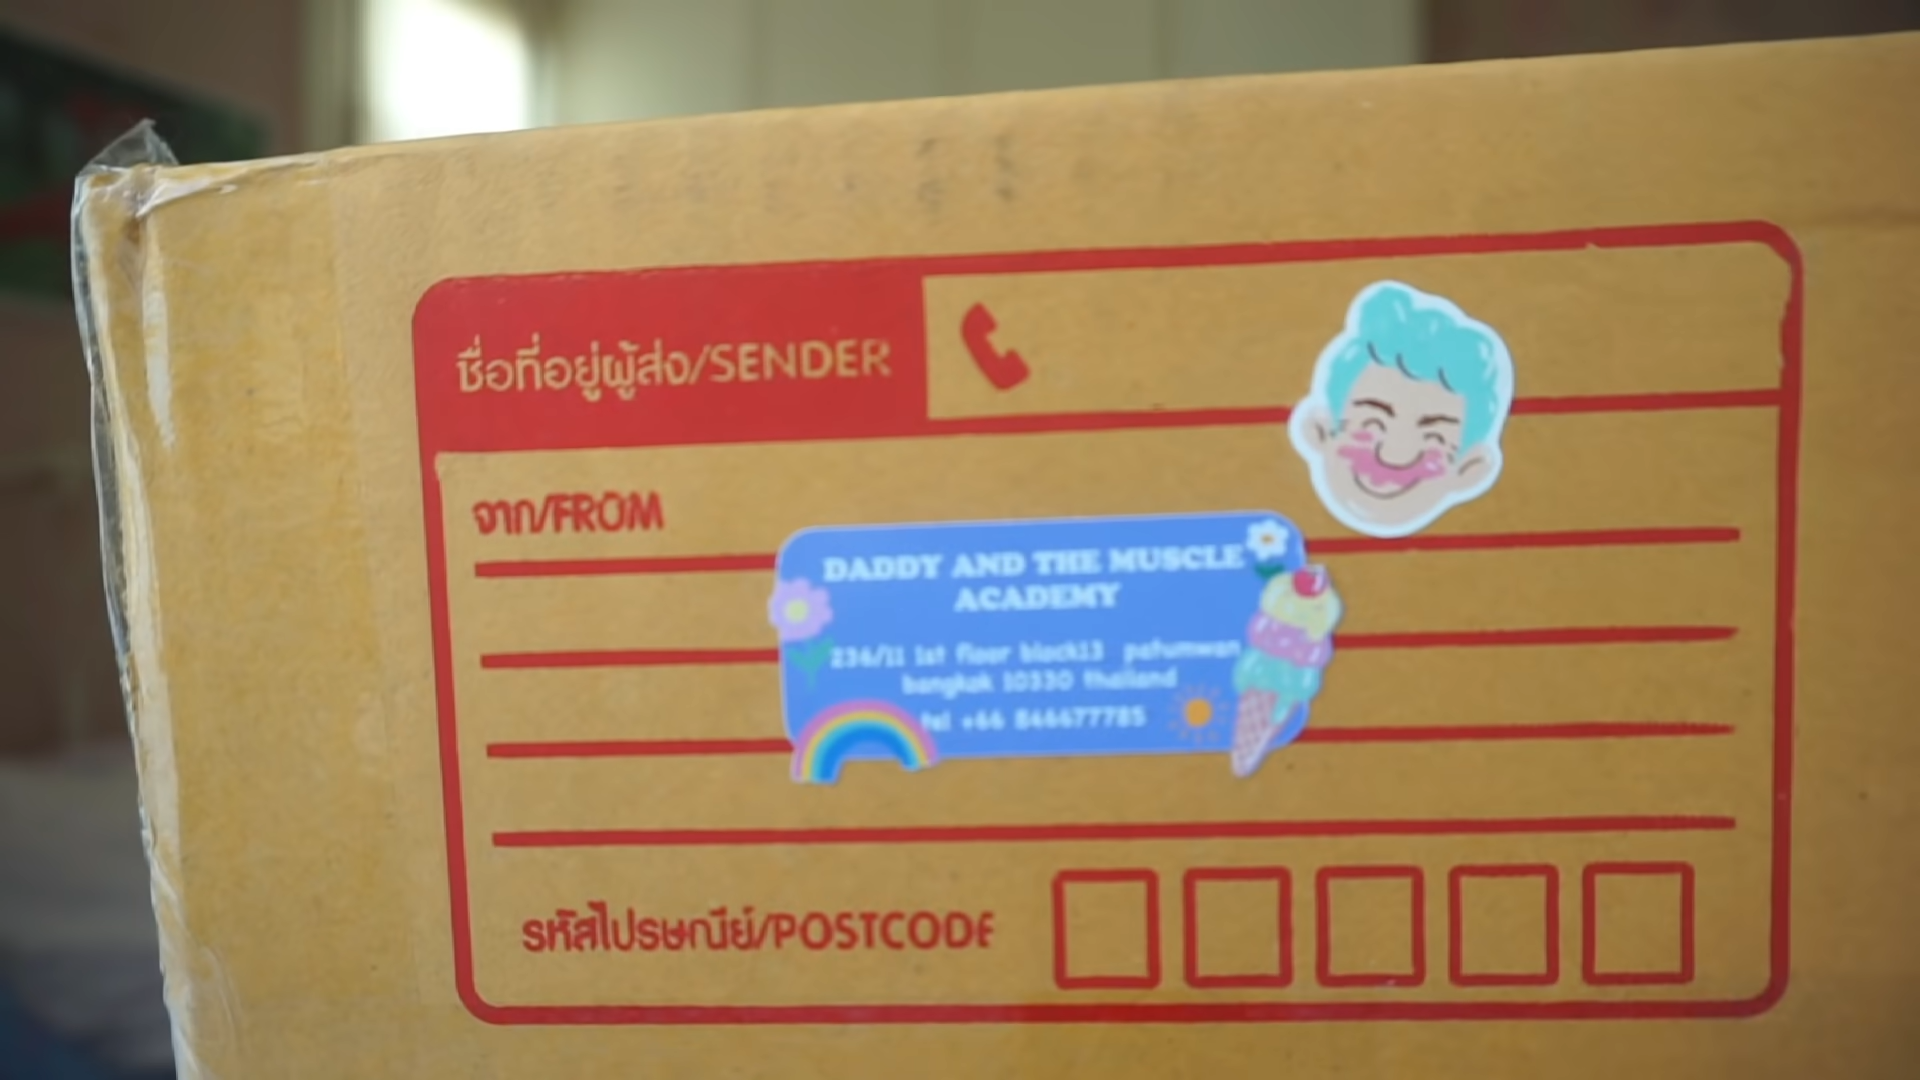 ชื่อที่อยู่ผู้ส่ง/SENDER
จาก/FROM
DADDY AND THE MUSCLE
ACADEMY
236/11 1st floor block13 patumwan
bangkok 10330 thailand
tel +66 846677785
รหัสไปรษณีย์/POSTCODE